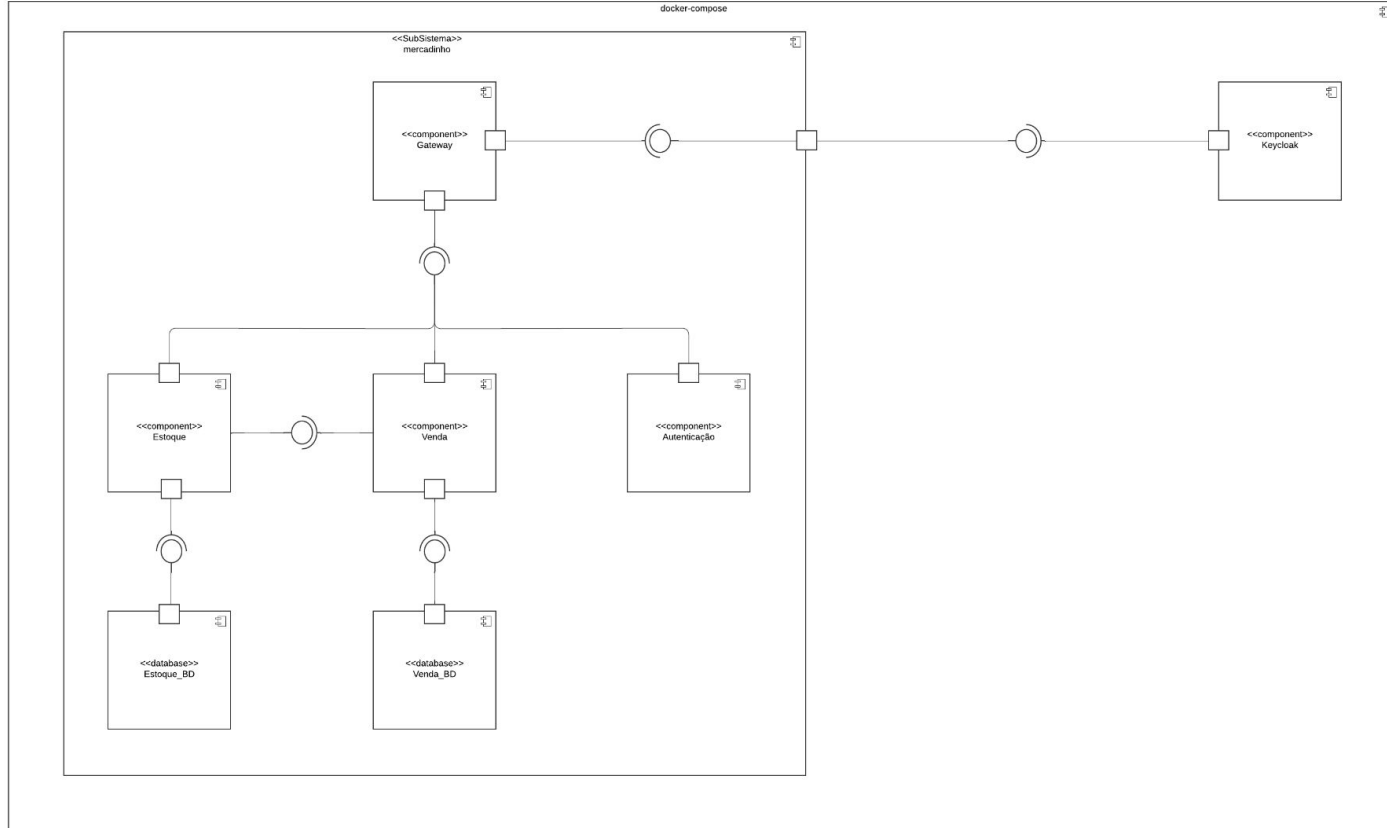 docker-compose
<<SubSistema>>
mercadinho
<<component>>
Gateway
<<component>>
Keycloak
<<component>>
Estoque
<<component>>
Venda
<<component>>
Autenticação
<<database>>
Estoque_BD
<<database>>
Venda_BD